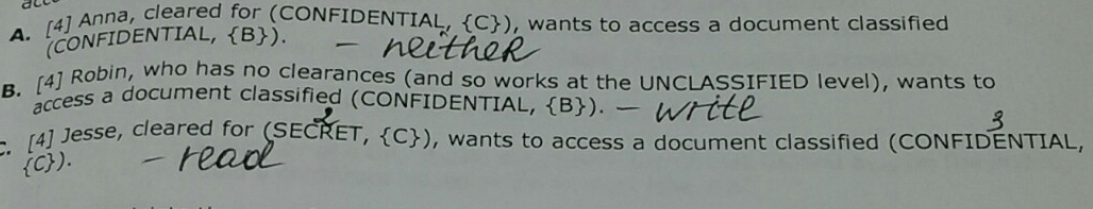 A. [4] Anna, cleared for (CONFIDENTIAL, {C}), wants to access a document classified
(CONFIDENTIAL, {B}). – neither
B. [4] Robin, who has no clearances (and so works at the UNCLASSIFIED level), wants to
access a document classified (CONFIDENTIAL, {B}). – write
2 3
C. [4] Jesse, cleared for (SECRET, {C}), wants to access a document classified (CONFIDENTIAL,
{C}). – read